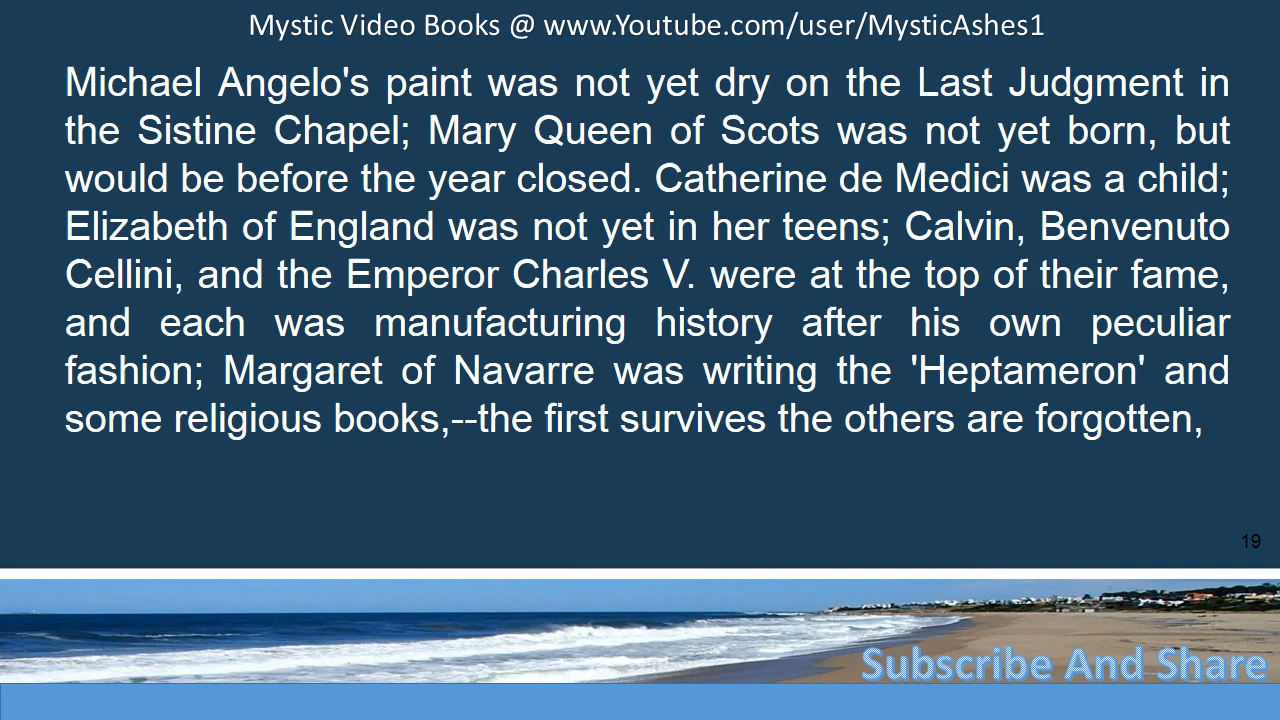 Mystic Video Books @ www.Youtube.com/user/MysticAshes1
Michael Angelo's paint was not yet dry on the Last Judgment in
the Sistine Chapel; Mary Queen of Scots was not yet born, but
would be before the year closed. Catherine de Medici was a child;
Elizabeth of England was not yet in her teens; Calvin, Benvenuto
Cellini, and the Emperor Charles V. were at the top of their fame,
and each was manufacturing history after his own peculiar
fashion; Margaret of Navarre was writing the 'Heptameron' and
some religious books,--the first survives the others are forgotten,
19
Subscribe And Share